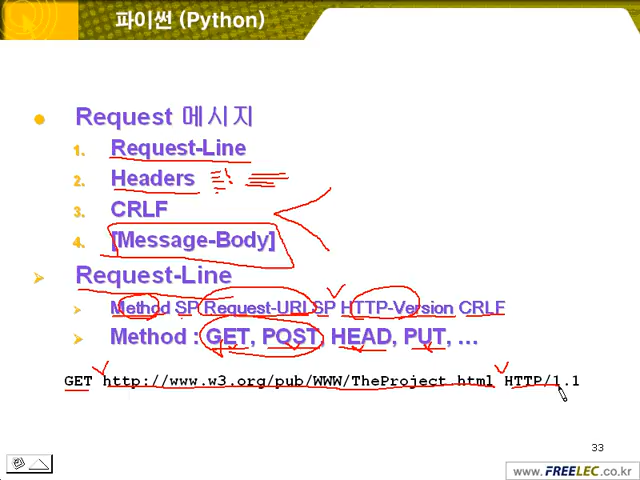 파이썬 (Python)
Request 메시지
1. Request-Line
2. Headers
3. CRLF
4. [Message-Body]
Request-Line
Method SP Request-URI SP HTTP-Version CRLF
Method : GET, POST, HEAD, PUT, …
GET http://www.w3.org/pub/WWW/TheProject.html HTTP/1.1
33
www.FREELEC.co.kr